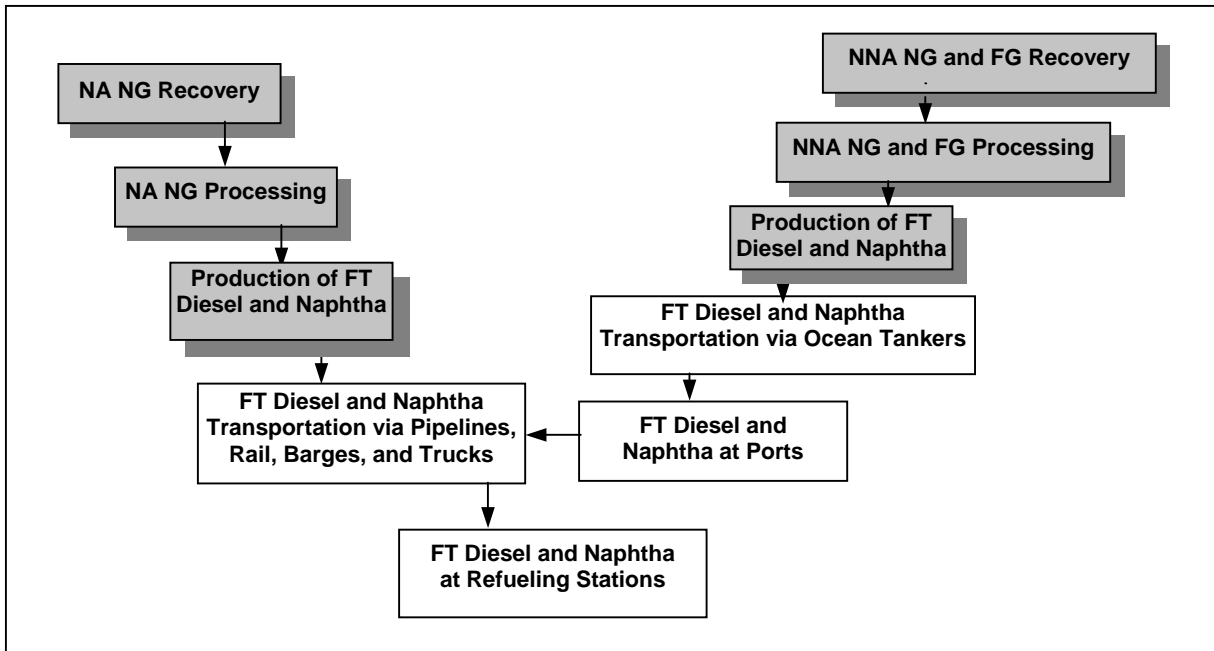 NA NG Recovery
NA NG Processing
Production of FT
Diesel and Naphtha
NNA NG and FG Recovery
.
NNA NG and FG Processing
Production of FT
Diesel and Naphtha
FT Diesel and Naphtha
Transportation via Ocean Tankers
FT Diesel and
Naphtha at Ports
FT Diesel and Naphtha
Transportation via Pipelines,
Rail, Barges, and Trucks
FT Diesel and Naphtha
at Refueling Stations